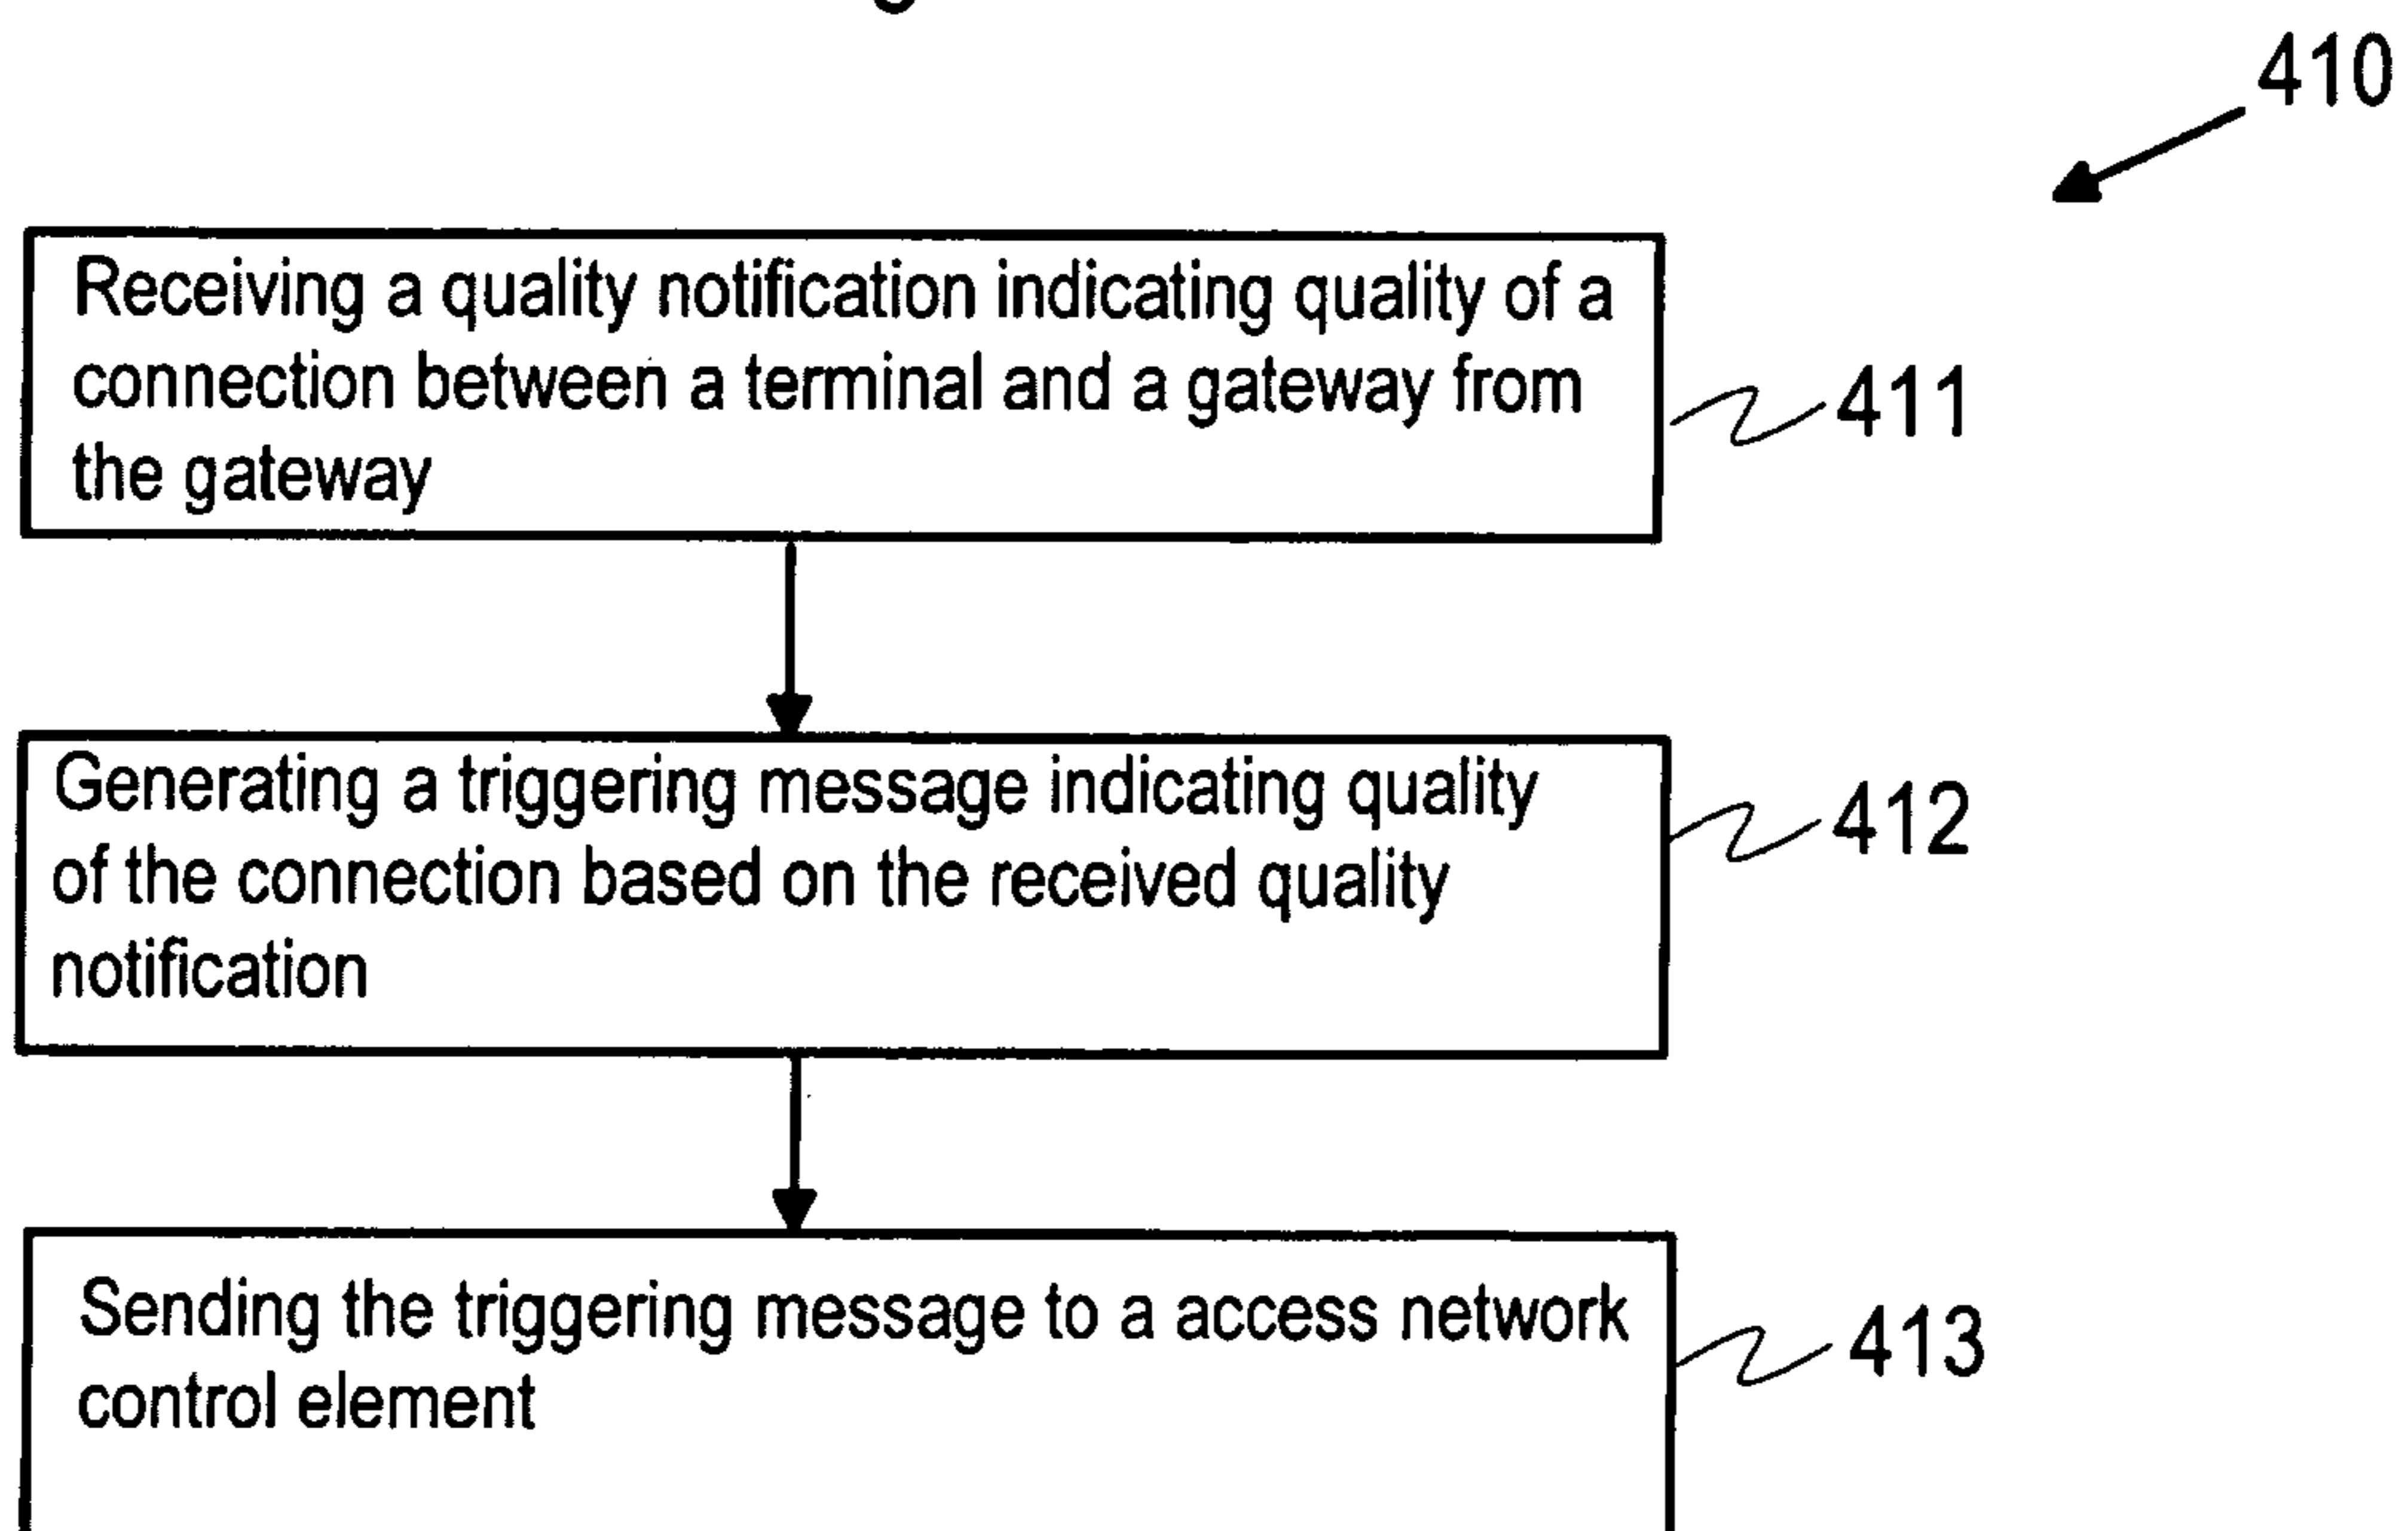 410
Receiving a quality notification indicating quality of a
connection between a terminal and a gateway from
the gateway
411
Generating a triggering message indicating quality
of the connection based on the received quality
notification
412
Sending the triggering message to a access network
control element
413